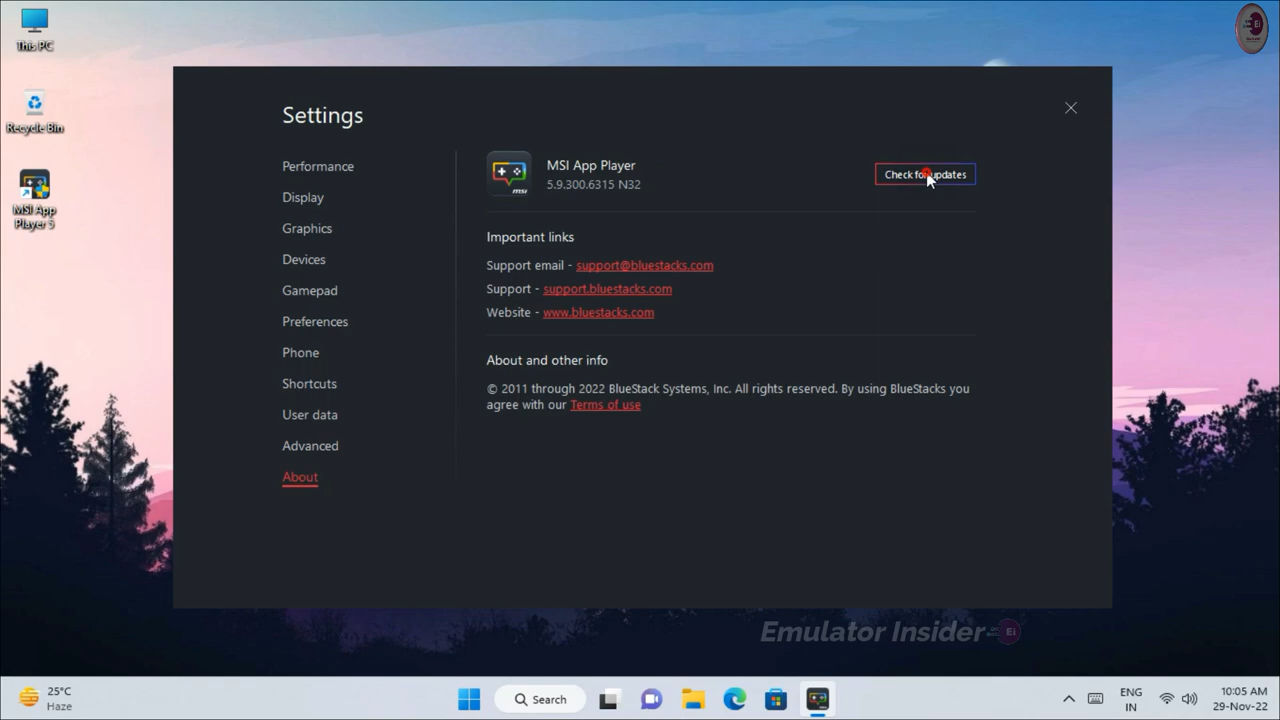 This PC
Recycle Bin
MSI App
Player 5
Settings
Performance
Display
Graphics
Devices
Gamepad
Preferences
Phone
Shortcuts
User data
Advanced
About
msi
MSI App Player
5.9.300.6315 N32
Check for updates
Important links
Support email - support@bluestacks.com
Support - support.bluestacks.com
Website - www.bluestacks.com
About and other info
© 2011 through 2022 BlueStack Systems, Inc. All rights reserved. By using BlueStacks you
agree with our Terms of use
Emulator Insider
Ei
Ei
25°C
Haze
Search
ENG
IN
10:05 AM
29-Nov-22